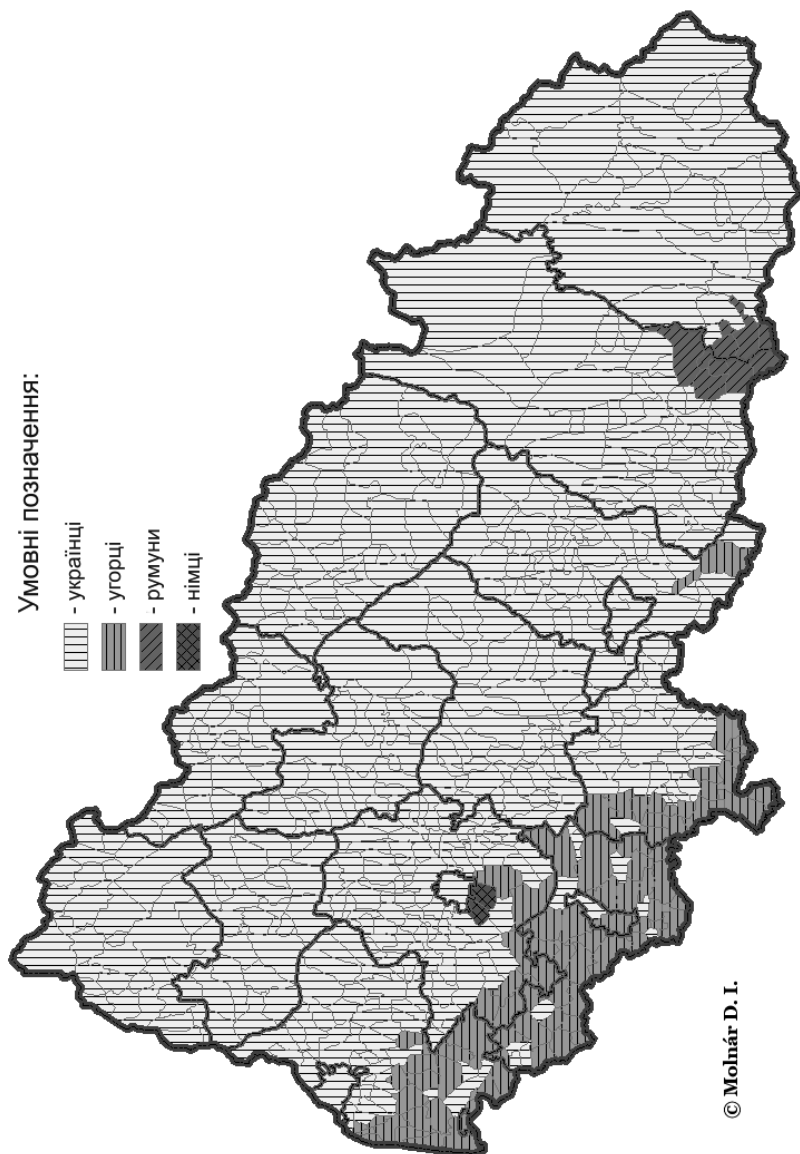 Умовні позначення:
- українці
- угорці
- румуни
- німці
© Molnár D. I.